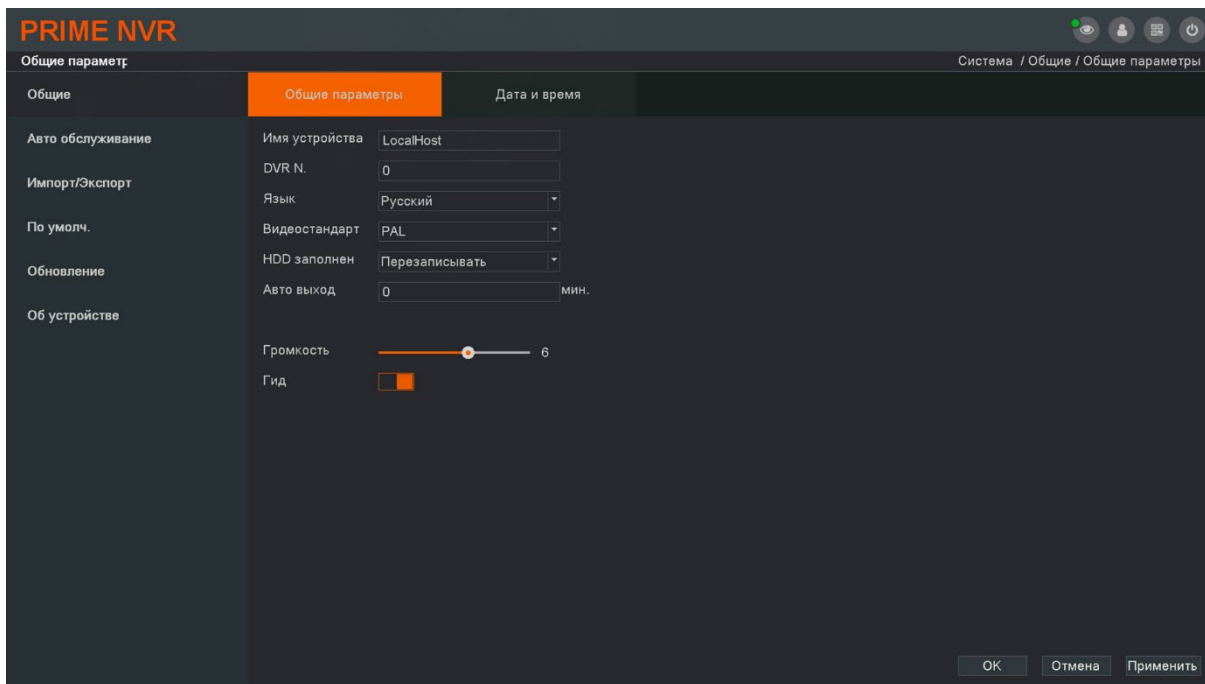 PRIME NVR
Общие параметр
Система / Общие / Общие параметры
Общие
Общие параметры
Дата и время
Авто обслуживание
Импорт/Экспорт
По умолч.
Обновление
Об устройстве
Имя устройства LocalHost
DVR N. 0
Язык Русский
Видеостандарт PAL
HDD заполнен Перезаписывать
Авто выход 0 мин.
Громкость 6
Гид
OK Отмена Применить